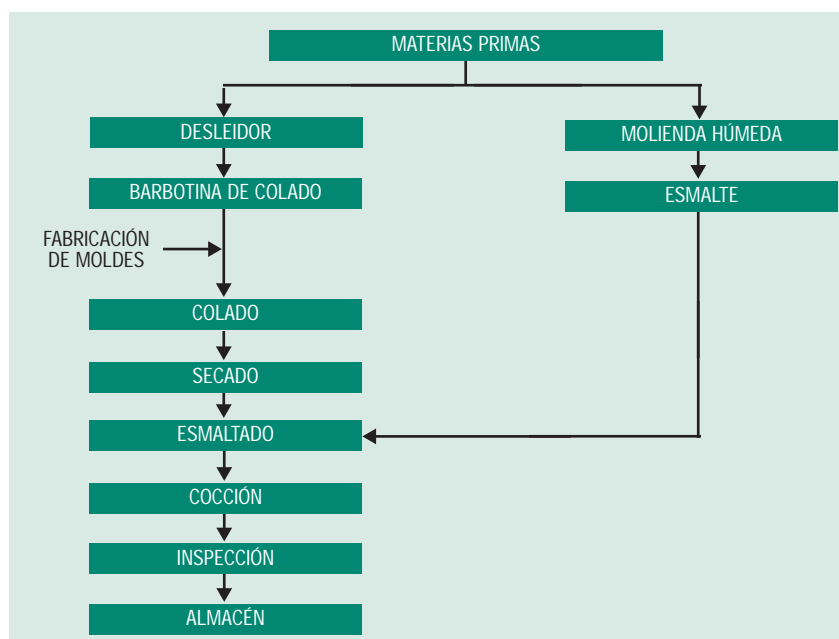 MATERIAS PRIMAS
DESLEIDOR
MOLIENDA HÚMEDA
BARBOTINA DE COLADO
ESMALTE
FABRICACIÓN
DE MOLDES
COLADO
SECADO
ESMALTADO
COCCIÓN
INSPECCIÓN
ALMACÉN